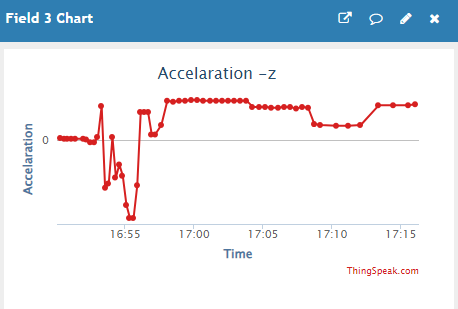 Field 3 Chart
Accelaration -z
Accelaration
0
16:55 17:00 17:05 17:10 17:15
Time
ThingSpeak.com